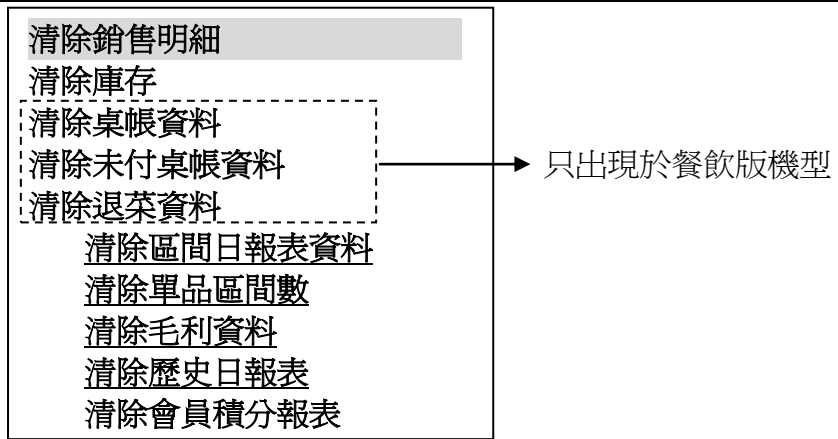 清除銷售明細
清除庫存
清除桌帳資料
清除未付桌帳資料
清除退菜資料
只出現於餐飲版機型
清除區間日報表資料
清除單品區間數
清除毛利資料
清除歷史日報表
清除會員積分報表